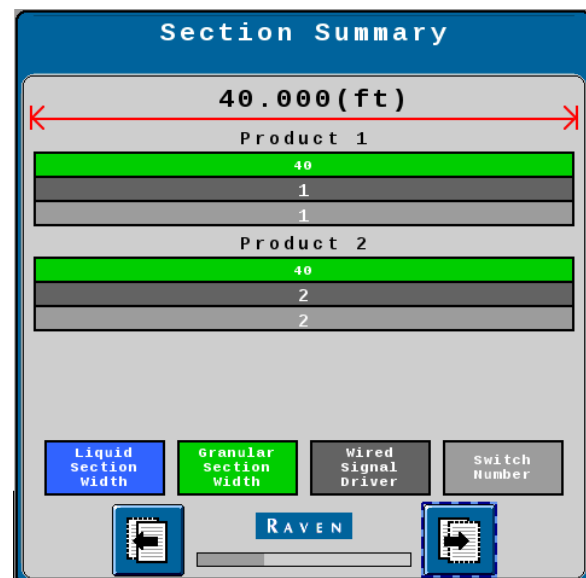 Section Summary
40.000(ft)
Product 1
40
1
1
Product 2
40
2
2
Liquid
Section
Width
Granular
Section
Width
Wired
Signal
Driver
Switch
Number
RAVEN